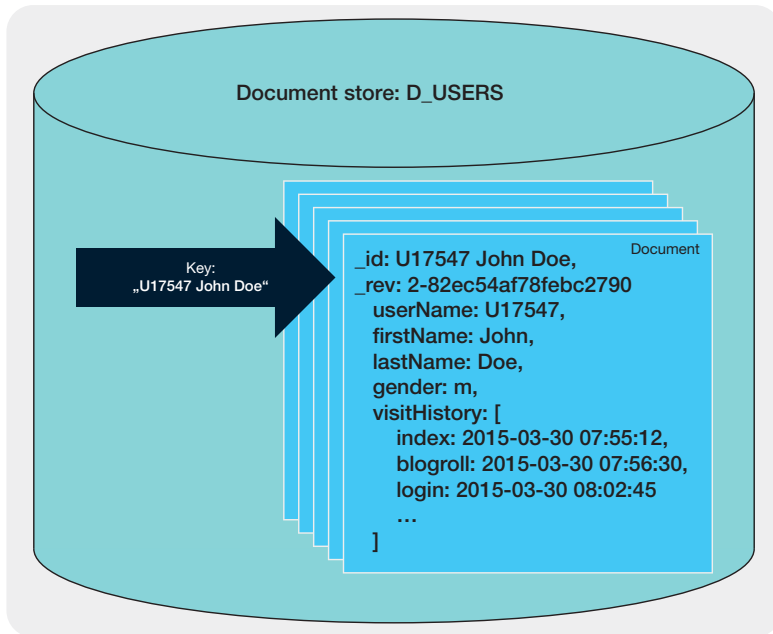 Document store: D_USERS
Key:
„U17547 John Doe“
Document
_id: U17547 John Doe,
_rev: 2-82ec54af78febc2790
userName: U17547,
firstName: John,
lastName: Doe,
gender: m,
visitHistory: [
index: 2015-03-30 07:55:12,
blogroll: 2015-03-30 07:56:30,
login: 2015-03-30 08:02:45
…
]